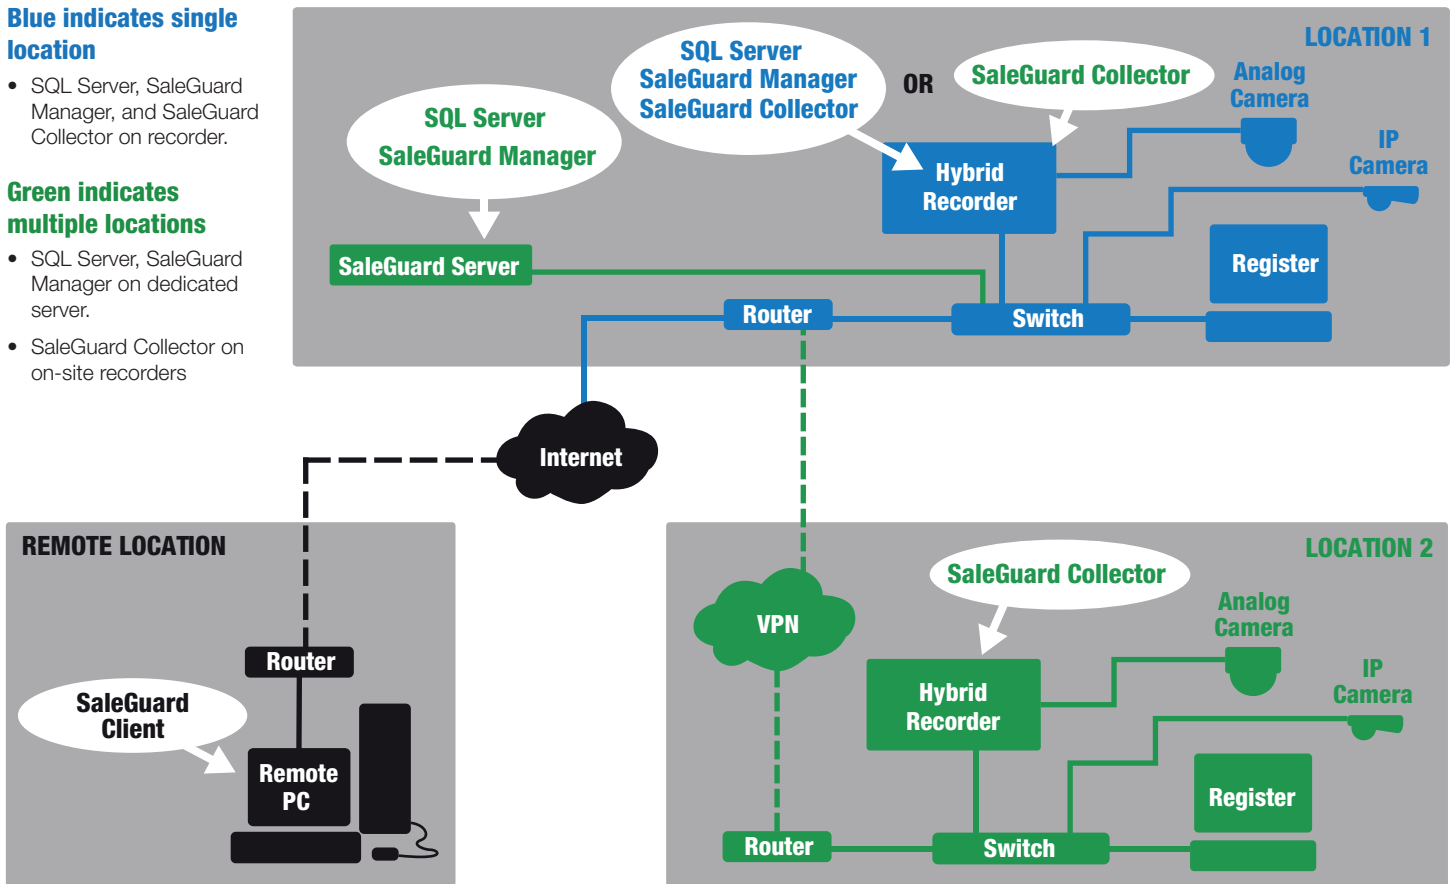 Blue indicates single
location
• SQL Server, SaleGuard
Manager, and SaleGuard
Collector on recorder.
Green indicates
multiple locations
• SQL Server, SaleGuard
Manager on dedicated
server.
• SaleGuard Collector on
on-site recorders
LOCATION 1
SQL Server
SaleGuard Manager
SaleGuard Collector
OR
SaleGuard Collector
Analog
Camera
IP
Camera
SQL Server
SaleGuard Manager
Hybrid
Recorder
SaleGuard Server
Register
Router
Switch
Internet
REMOTE LOCATION
Router
SaleGuard
Client
Remote
PC
LOCATION 2
SaleGuard Collector
VPN
Analog
Camera
IP
Camera
Hybrid
Recorder
Register
Router
Switch